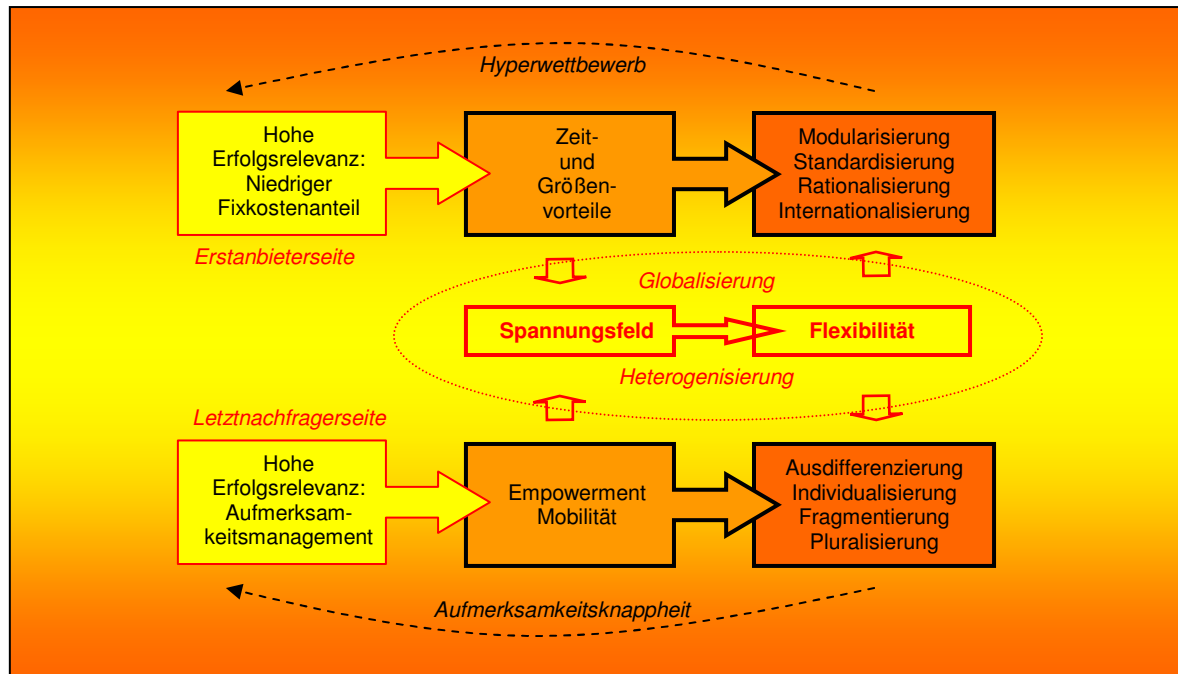 Hyperwettbewerb
Hohe
Erfolgsrelevanz:
Niedriger
Fixkostenanteil
Zeit-
und
Größen-
vorteile
Modularisierung
Standardisierung
Rationalisierung
Internationalisierung
Erstanbieterseite
Globalisierung
Spannungsfeld
Flexibilität
Heterogenisierung
Letztnachfragerseite
Hohe
Erfolgsrelevanz:
Aufmerksam-
keitsmanagement
Empowerment
Mobilität
Ausdifferenzierung
Individualisierung
Fragmentierung
Pluralisierung
Aufmerksamkeitsknappheit